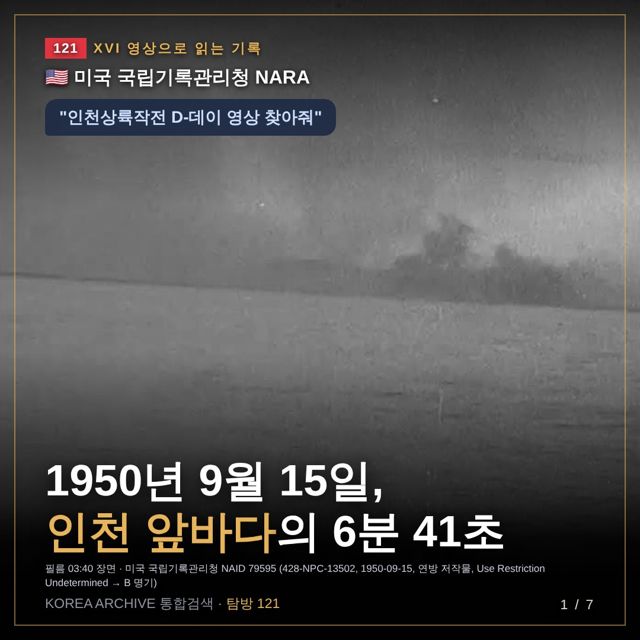 121 XVI 영상으로 읽는 기록
🇺🇸 미국 국립기록관리청 NARA
"인천상륙작전 D-데이 영상 찾아줘"
1950년 9월 15일,
인천 앞바다의 6분 41초
필름 03:40 장면 · 미국 국립기록관리청 NAID 79595 (428-NPC-13502, 1950-09-15, 연방 저작물, Use Restriction
Undetermined → B 명기)
KOREA ARCHIVE 통합검색 · 탐방 121
1 / 7